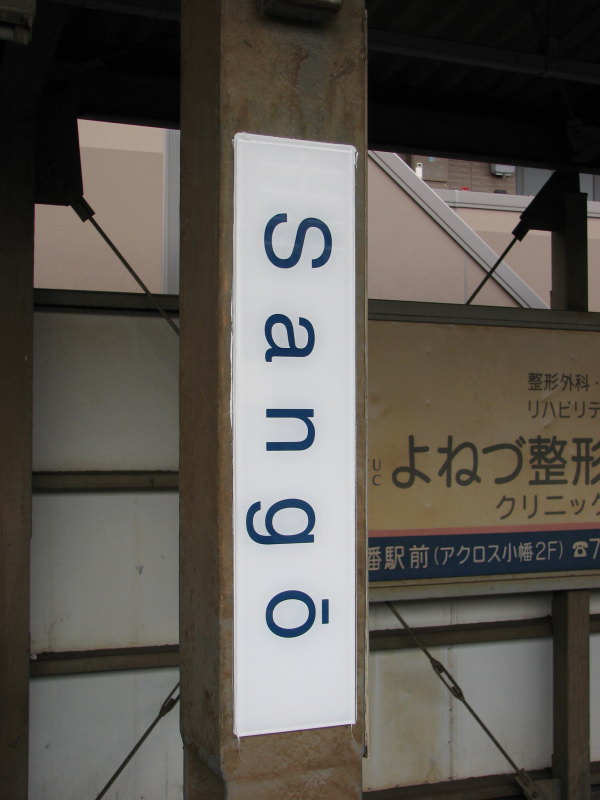 Sangō
整形外科・
リハビリテ
UC
よねづ整形
クリニック
番駅前(アクロス小幡2F) ☎7